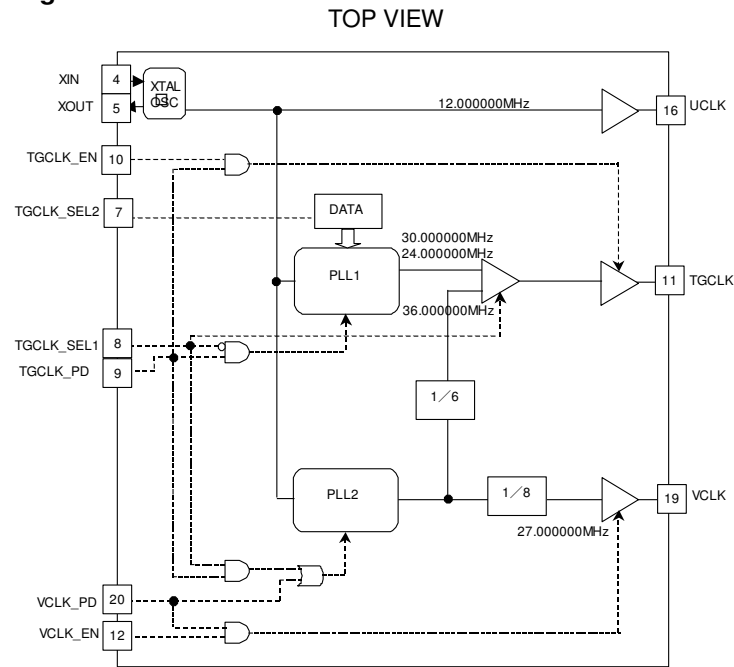 TOP VIEW
XIN 4
XTAL
OSC
XOUT 5
12.000000MHz
16 UCLK
TGCLK_EN 10
TGCLK_SEL2 7
DATA
30.000000MHz
24.000000MHz
PLL1
11 TGCLK
36.000000MHz
TGCLK_SEL1 8
TGCLK_PD 9
1/6
PLL2
1/8
19 VCLK
27.000000MHz
VCLK_PD 20
VCLK_EN 12